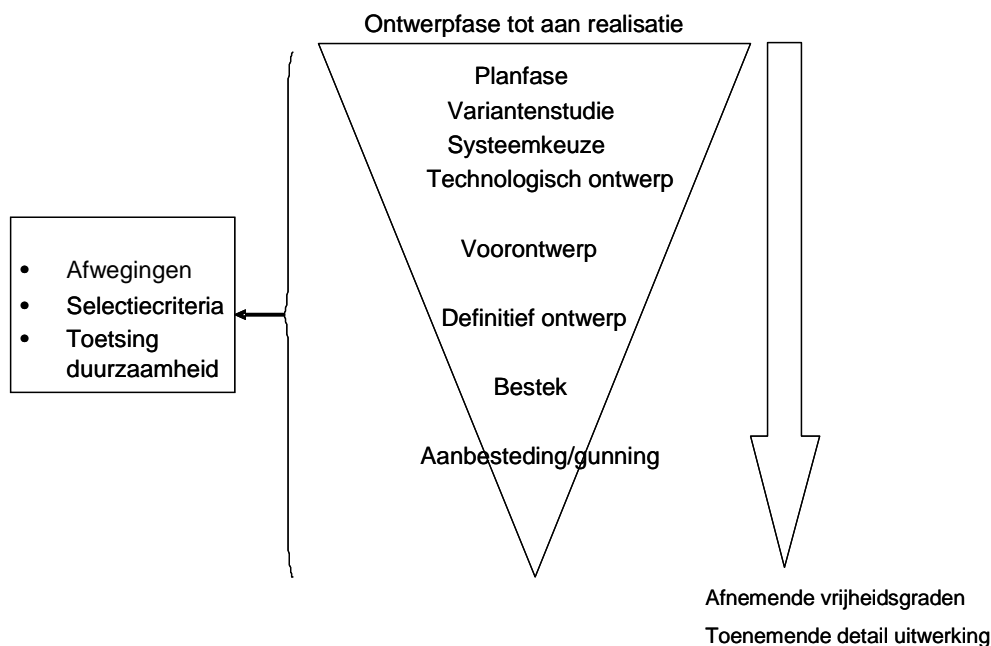 Ontwerpfase tot aan realisatie
Planfase
Variantenstudie
Systeemkeuze
Technologisch ontwerp
Voorontwerp
Definitief ontwerp
Bestek
Aanbesteding/gunning
• Afwegingen
• Selectiecriteria
• Toetsing
duurzaamheid
Afnemende vrijheidsgraden
Toenemende detail uitwerking